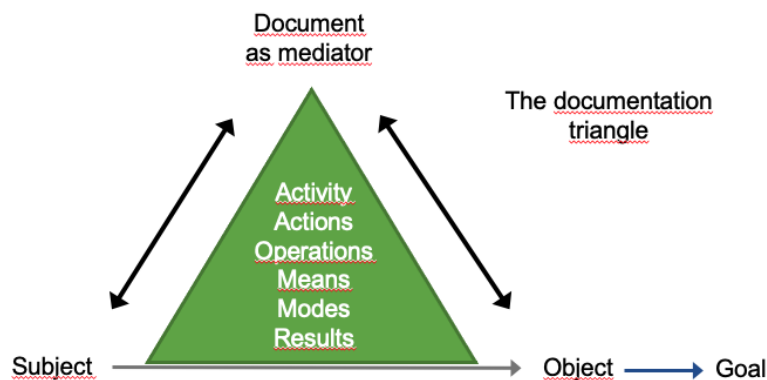 Document
as mediator
The documentation
triangle
Activity
Actions
Operations
Means
Modes
Results
Subject
Object
Goal